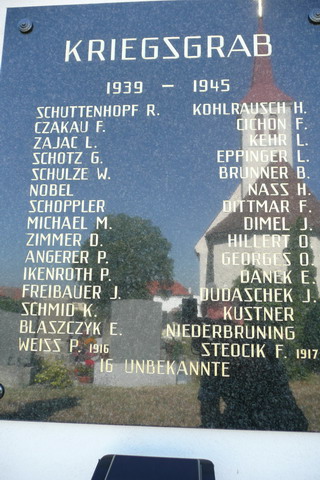 KRIEGSGRAB
1939 — 1945
SCHUTTENHOPF R. KOHLRAUSCH H.
CZAKAU F. CICHON F.
ZAJAC L. KEHR L.
SCHOTZ G. EPPINGER L.
SCHULZE W. BRUNNER B.
NOBEL NASS H.
SCHOPPLER DITTMAR F.
MICHAEL M. DIMEL J.
ZIMMER D. HILLERT O.
ANGERER P. GEORGES O.
IKENROTH P. DANEK E.
FREIBAUER J. DUDASCHEK J.
SCHMID K. KUSTNER
BLASZCZYK E. NIEDERBRUNING
WEISS P. 1916 STEOCIK F. 1917
16 UNBEKANNTE